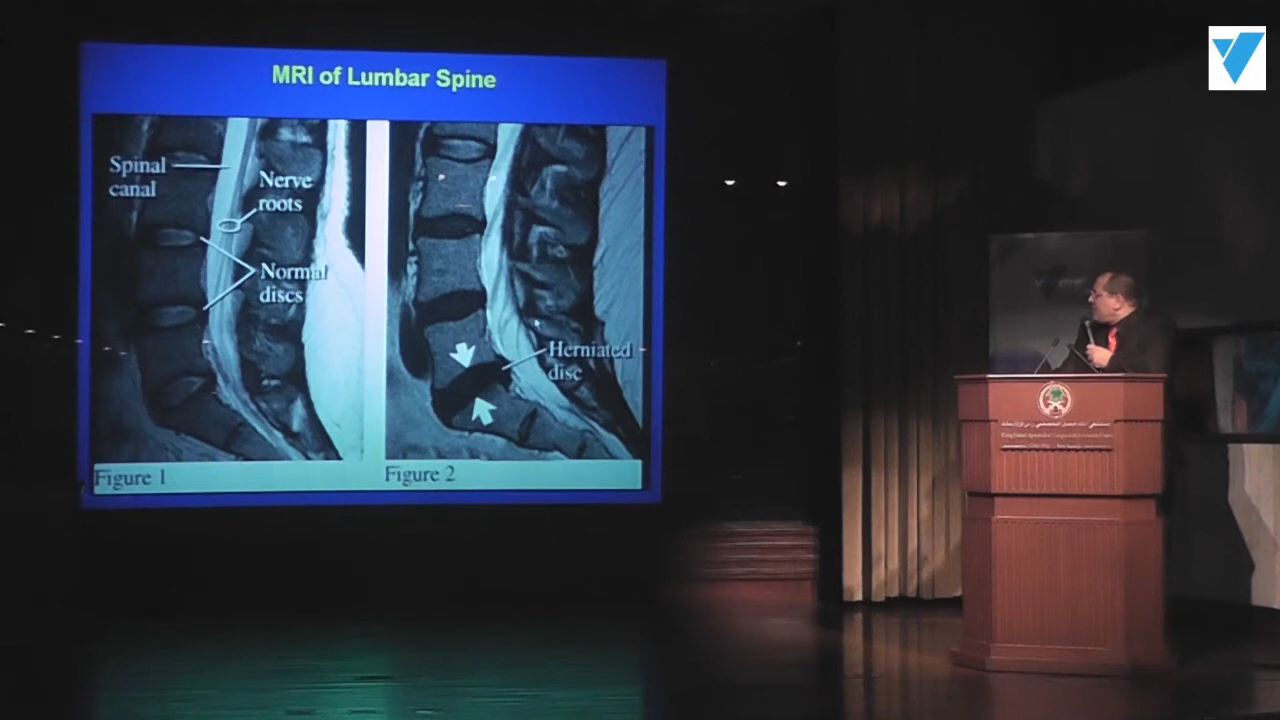 MRI of Lumbar Spine
Spinal
canal
Nerve
roots
Normal
discs
Herniated
disc
Figure 1
Figure 2